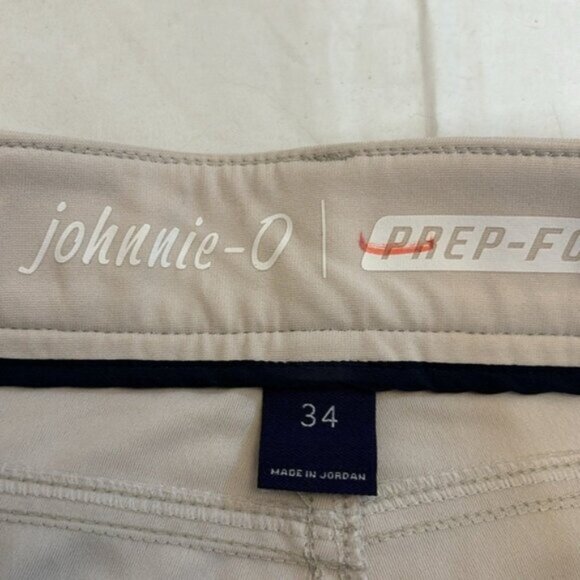 johnnie-O | PREP-FO
34
MADE IN JORDAN